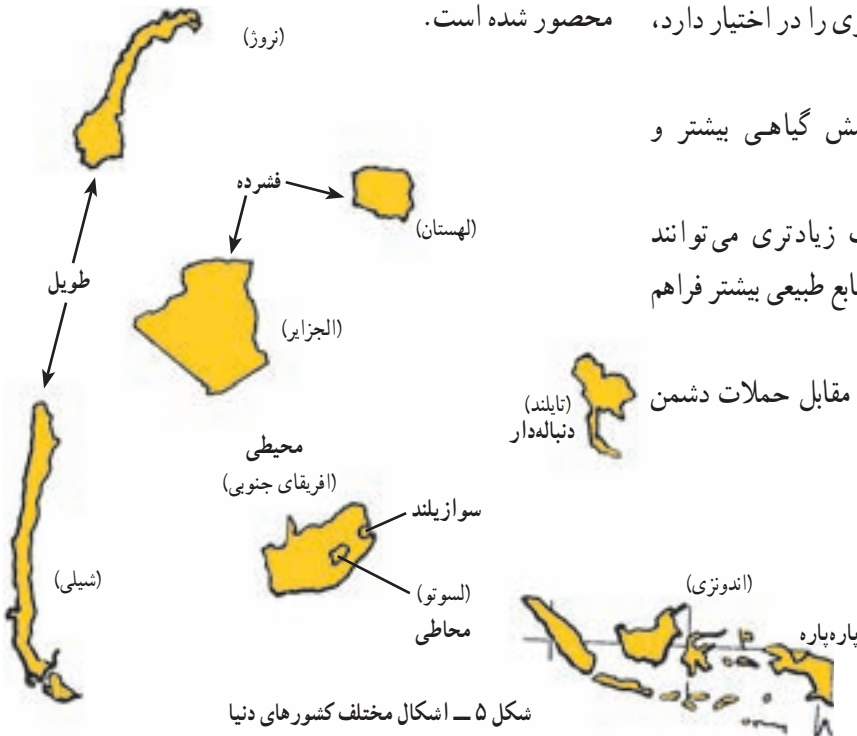 ری را در اختیار دارد،
ش گیاهی بیشتر و
زیادتری می‌توانند
ابع طبیعی بیشتر فراهم
مقابل حملات دشمن
محصور شده است.
(نروژ)
فشرده
(لهستان)
طویل
(الجزایر)
(تایلند)
دنباله‌دار
محیطی
(افریقای جنوبی)
سوازیلند
(لسوتو)
محاطی
(شیلی)
(اندونزی)
پاره‌پاره
شکل ۵ ــ اشکال مختلف کشورهای دنیا